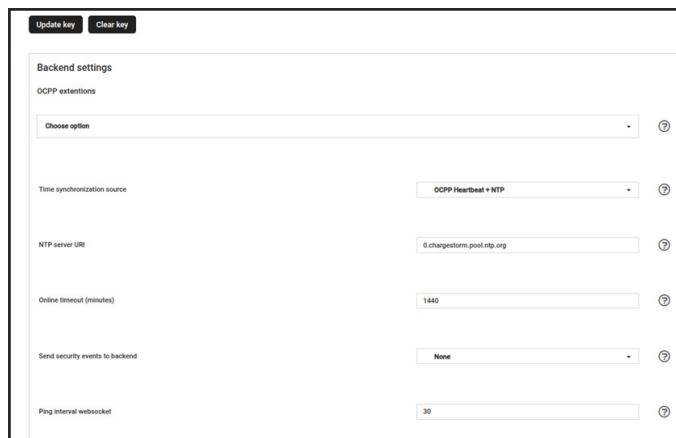 Update key Clear key
Backend settings
OCPP extentions
Choose option
Time synchronization source OCPP Heartbeat + NTP
NTP server URI 0.chargestorm.pool.ntp.org
Online timeout (minutes) 1440
Send security events to backend None
Ping interval websocket 30